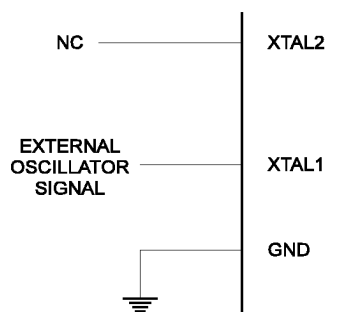 NC
XTAL2
EXTERNAL
OSCILLATOR
SIGNAL
XTAL1
GND